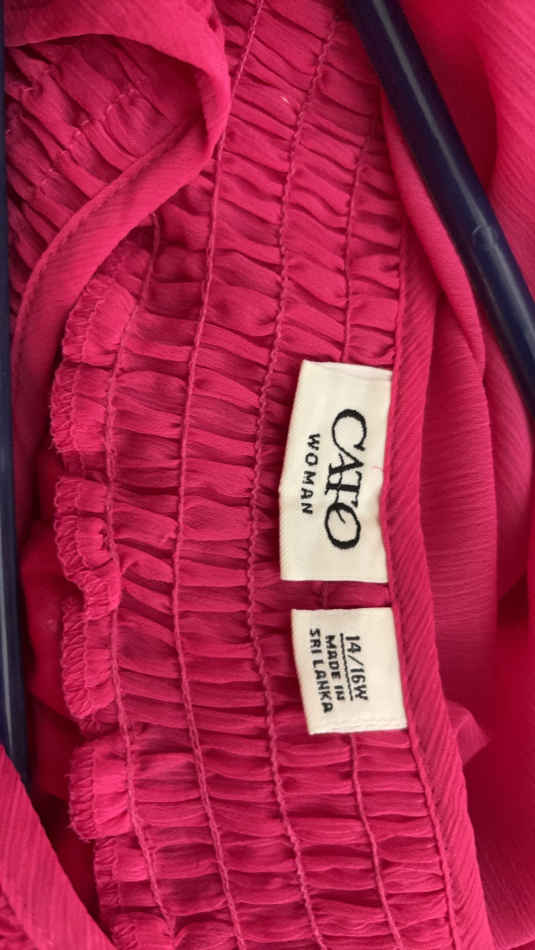 CATO
WOMAN
14/16W
MADE IN
SRI LANKA